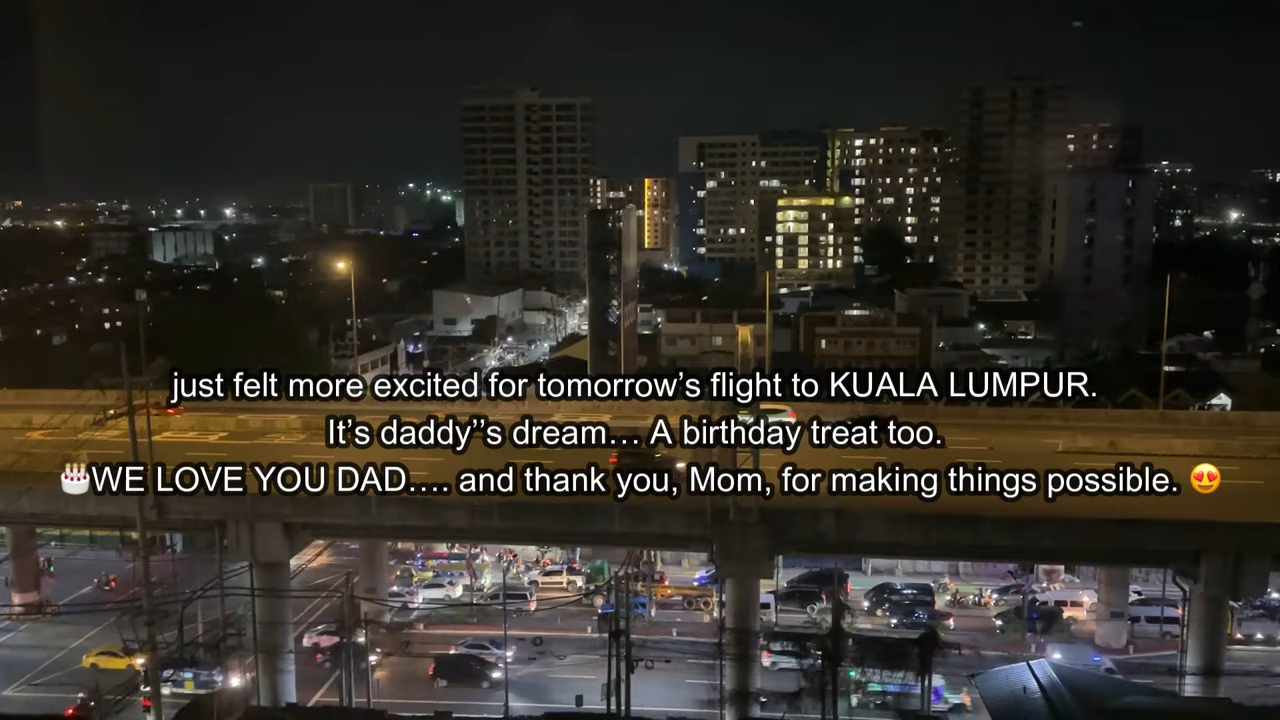 just felt more excited for tomorrow’s flight to KUALA LUMPUR.
It’s daddy’’s dream… A birthday treat too.
🎂WE LOVE YOU DAD…. and thank you, Mom, for making things possible. 😍